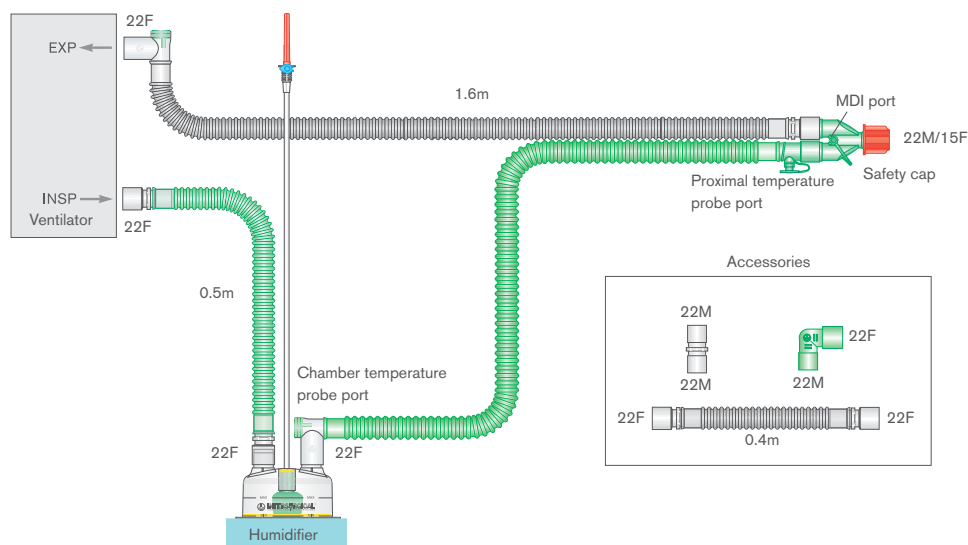 22F
EXP
1.6m
MDI port
22M/15F
Safety cap
Proximal temperature
probe port
INSP
Ventilator
22F
0.5m
Accessories
22M
22M
22F
22M
22F
22F
0.4m
Chamber temperature
probe port
22F
22F
Humidifier